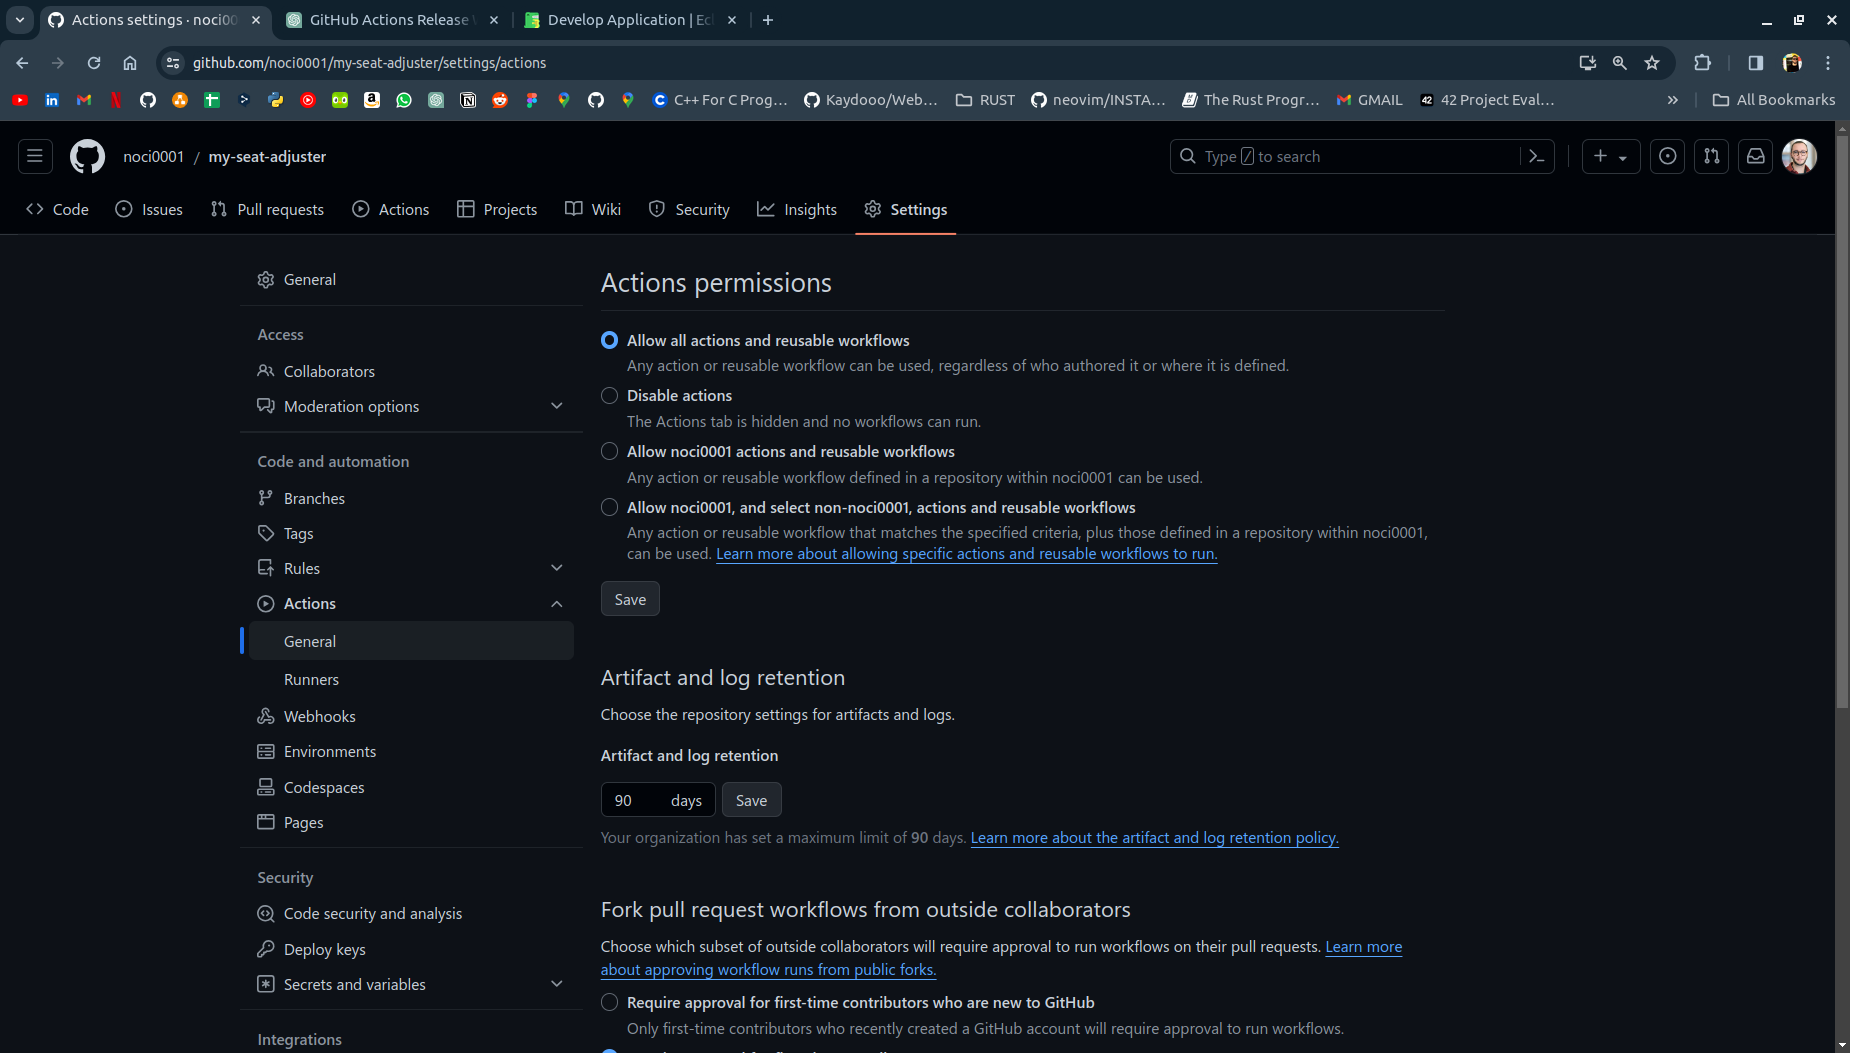 Actions settings · noci00
GitHub Actions Release
Develop Application | Ecl
github.com/noci0001/my-seat-adjuster/settings/actions
C++ For C Prog…
Kaydooo/Web…
RUST
neovim/INSTA…
The Rust Progr…
GMAIL
42 Project Eval…
All Bookmarks
noci0001 / my-seat-adjuster
Type / to search
Code
Issues
Pull requests
Actions
Projects
Wiki
Security
Insights
Settings
General
Access
Collaborators
Moderation options
Code and automation
Branches
Tags
Rules
Actions
General
Runners
Webhooks
Environments
Codespaces
Pages
Security
Code security and analysis
Deploy keys
Secrets and variables
Integrations
Actions permissions
Allow all actions and reusable workflows
Any action or reusable workflow can be used, regardless of who authored it or where it is defined.
Disable actions
The Actions tab is hidden and no workflows can run.
Allow noci0001 actions and reusable workflows
Any action or reusable workflow defined in a repository within noci0001 can be used.
Allow noci0001, and select non-noci0001, actions and reusable workflows
Any action or reusable workflow that matches the specified criteria, plus those defined in a repository within noci0001,
can be used. Learn more about allowing specific actions and reusable workflows to run.
Save
Artifact and log retention
Choose the repository settings for artifacts and logs.
Artifact and log retention
90 days Save
Your organization has set a maximum limit of 90 days. Learn more about the artifact and log retention policy.
Fork pull request workflows from outside collaborators
Choose which subset of outside collaborators will require approval to run workflows on their pull requests. Learn more
about approving workflow runs from public forks.
Require approval for first-time contributors who are new to GitHub
Only first-time contributors who recently created a GitHub account will require approval to run workflows.